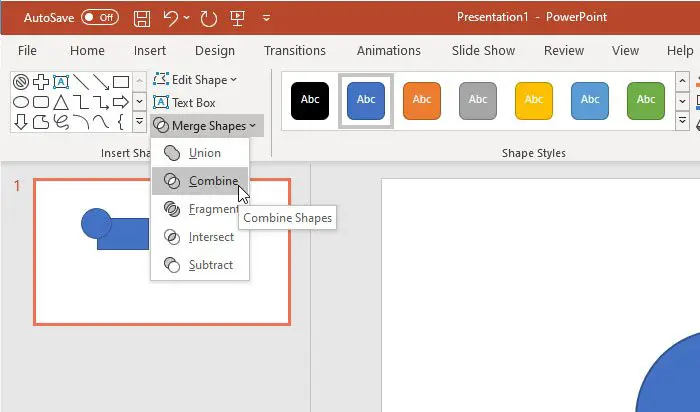 AutoSave Off Presentation1 - PowerPoint
File Home Insert Design Transitions Animations Slide Show Review View
Edit Shape
Text Box
Merge Shapes
Abc Abc Abc Abc Abc Abc Abc
Insert Sha Shape Styles
Union
Combine
Fragment
Intersect
Subtract
Combine Shapes
1